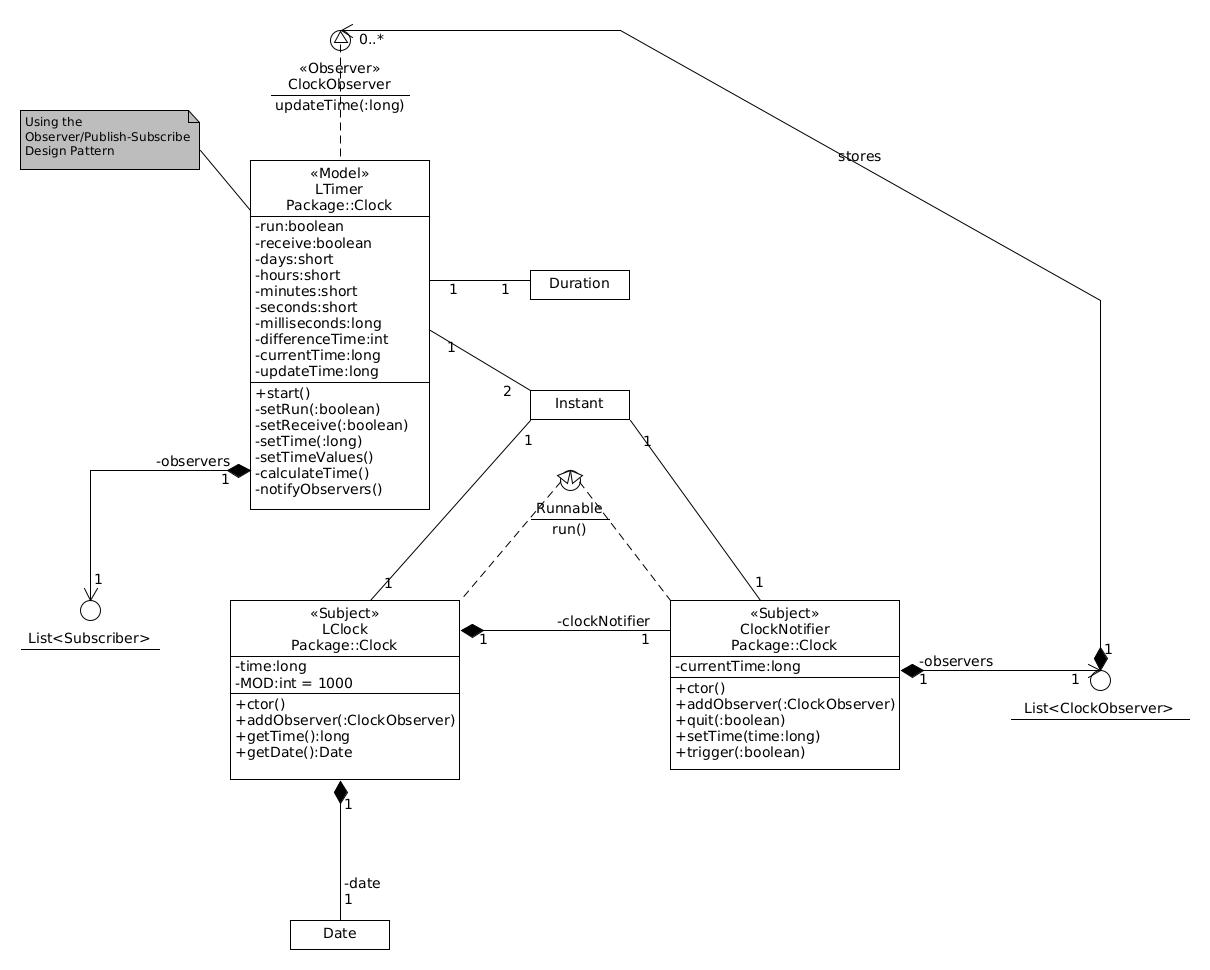 0..*
«Observer»
ClockObserver
updateTime(:long)
Using the
Observer/Publish-Subscribe
Design Pattern
stores
«Model»
LTimer
Package::Clock
-run:boolean
-receive:boolean
-days:short
-hours:short
-minutes:short
-seconds:short
-milliseconds:long
-differenceTime:int
-currentTime:long
-updateTime:long
+start()
-setRun(:boolean)
-setReceive(:boolean)
-setTime(:long)
-setTimeValues()
-calculateTime()
-notifyObservers()
1
1
Duration
1
2
Instant
1
1
-observers
1
1
List<Subscriber>
Runnable
run()
1
1
«Subject»
LClock
Package::Clock
-time:long
-MOD:int = 1000
+ctor()
+addObserver(:ClockObserver)
+getTime():long
+getDate():Date
-clockNotifier
1
1
«Subject»
ClockNotifier
Package::Clock
-currentTime:long
+ctor()
+addObserver(:ClockObserver)
+quit(:boolean)
+setTime(time:long)
+trigger(:boolean)
-observers
1
1
1
List<ClockObserver>
1
-date
1
Date